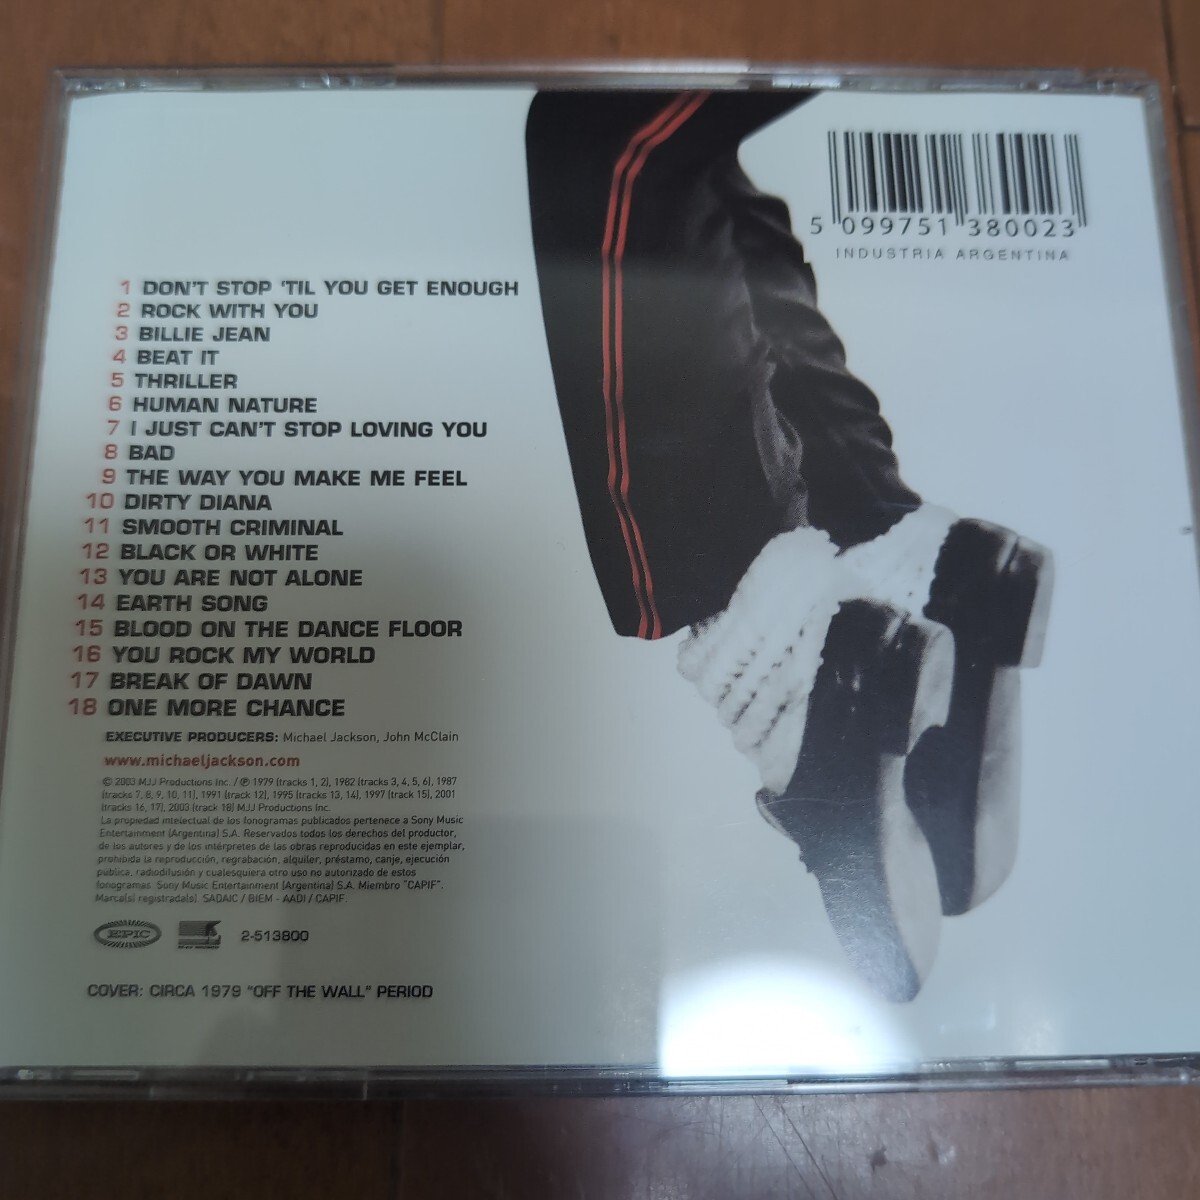 5 099751 380023
INDUSTRIA ARGENTINA
1 DON'T STOP 'TIL YOU GET ENOUGH
2 ROCK WITH YOU
3 BILLIE JEAN
4 BEAT IT
5 THRILLER
6 HUMAN NATURE
7 I JUST CAN'T STOP LOVING YOU
8 BAD
9 THE WAY YOU MAKE ME FEEL
10 DIRTY DIANA
11 SMOOTH CRIMINAL
12 BLACK OR WHITE
13 YOU ARE NOT ALONE
14 EARTH SONG
15 BLOOD ON THE DANCE FLOOR
16 YOU ROCK MY WORLD
17 BREAK OF DAWN
18 ONE MORE CHANCE
EXECUTIVE PRODUCERS: Michael Jackson, John McClain
www.michaeljackson.com
© 2003 MJJ Productions Inc. / ℗ 1979 (tracks 1, 2), 1982 (tracks 3, 4, 5, 6), 1987
(tracks 7, 8, 9, 10, 11), 1991 (track 12), 1995 (tracks 13, 14), 1997 (track 15), 2001
(tracks 16, 17), 2003 (track 18) MJJ Productions Inc.
La propiedad intelectual de los fonogramas publicados pertenece a Sony Music
Entertainment (Argentina) S.A. Reservados todos los derechos del productor,
de los autores y de los intérpretes de las obras reproducidas en este ejemplar,
prohibida la reproducción, regrabación, alquiler, préstamo, canje, ejecución
pública, radiodifusión y cualesquiera otro uso no autorizado de estos
fonogramas. Sony Music Entertainment (Argentina) S.A. Miembro "CAPIF".
Marca(s) registrada(s). SADAIC / BIEM - AADI / CAPIF.
EPIC
2-513800
COVER: CIRCA 1979 "OFF THE WALL" PERIOD